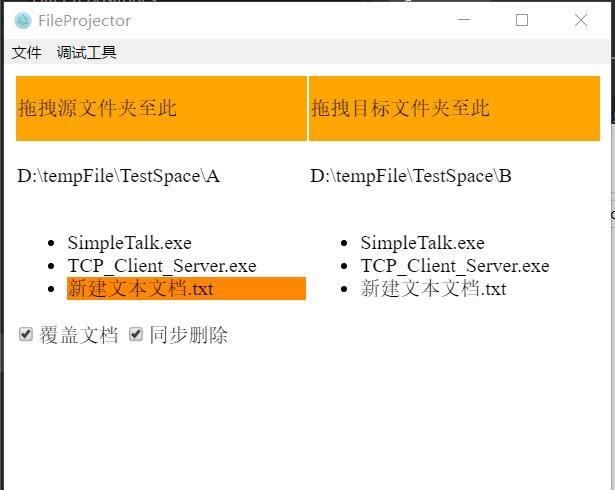 FileProjector
文件 调试工具
拖拽源文件夹至此 拖拽目标文件夹至此
D:\tempFile\TestSpace\A D:\tempFile\TestSpace\B
SimpleTalk.exe SimpleTalk.exe
TCP_Client_Server.exe TCP_Client_Server.exe
新建文本文档.txt 新建文本文档.txt
覆盖文档 同步删除